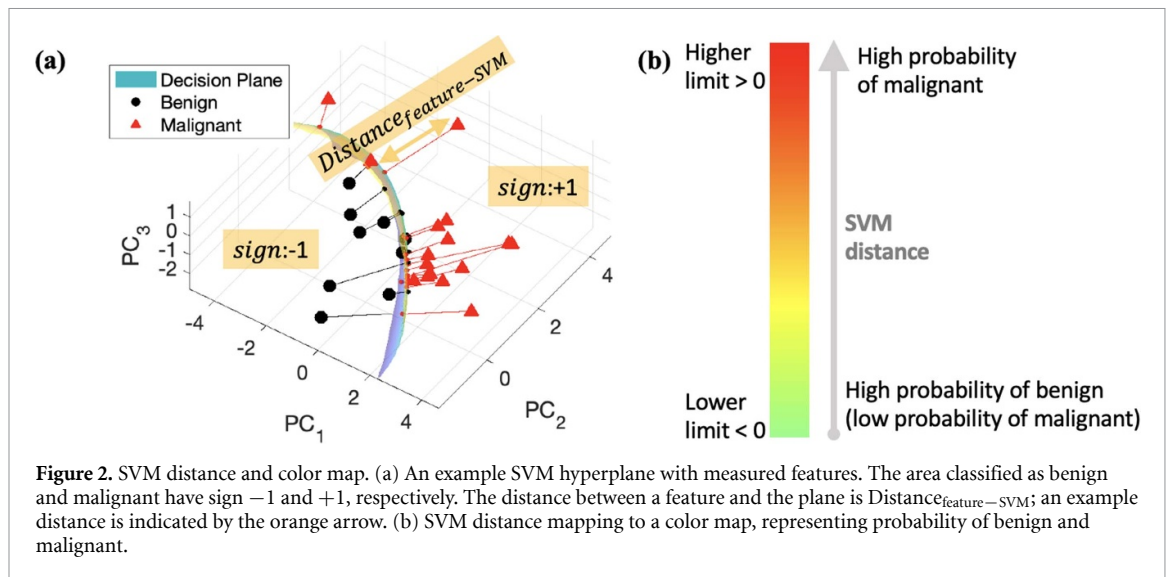 (a)
Decision Plane
Benign
Malignant
Distance_feature−SVM
sign:+1
sign:-1
PC_3
1
0
-1
-2
-4
-2
0
2
4
PC_1
0
2
4
PC_2
(b)
Higher
limit > 0
Lower
limit < 0
High probability
of malignant
SVM
distance
High probability of benign
(low probability of malignant)
Figure 2. SVM distance and color map. (a) An example SVM hyperplane with measured features. The area classified as benign
and malignant have sign −1 and +1, respectively. The distance between a feature and the plane is Distance_feature−SVM; an example
distance is indicated by the orange arrow. (b) SVM distance mapping to a color map, representing probability of benign and
malignant.